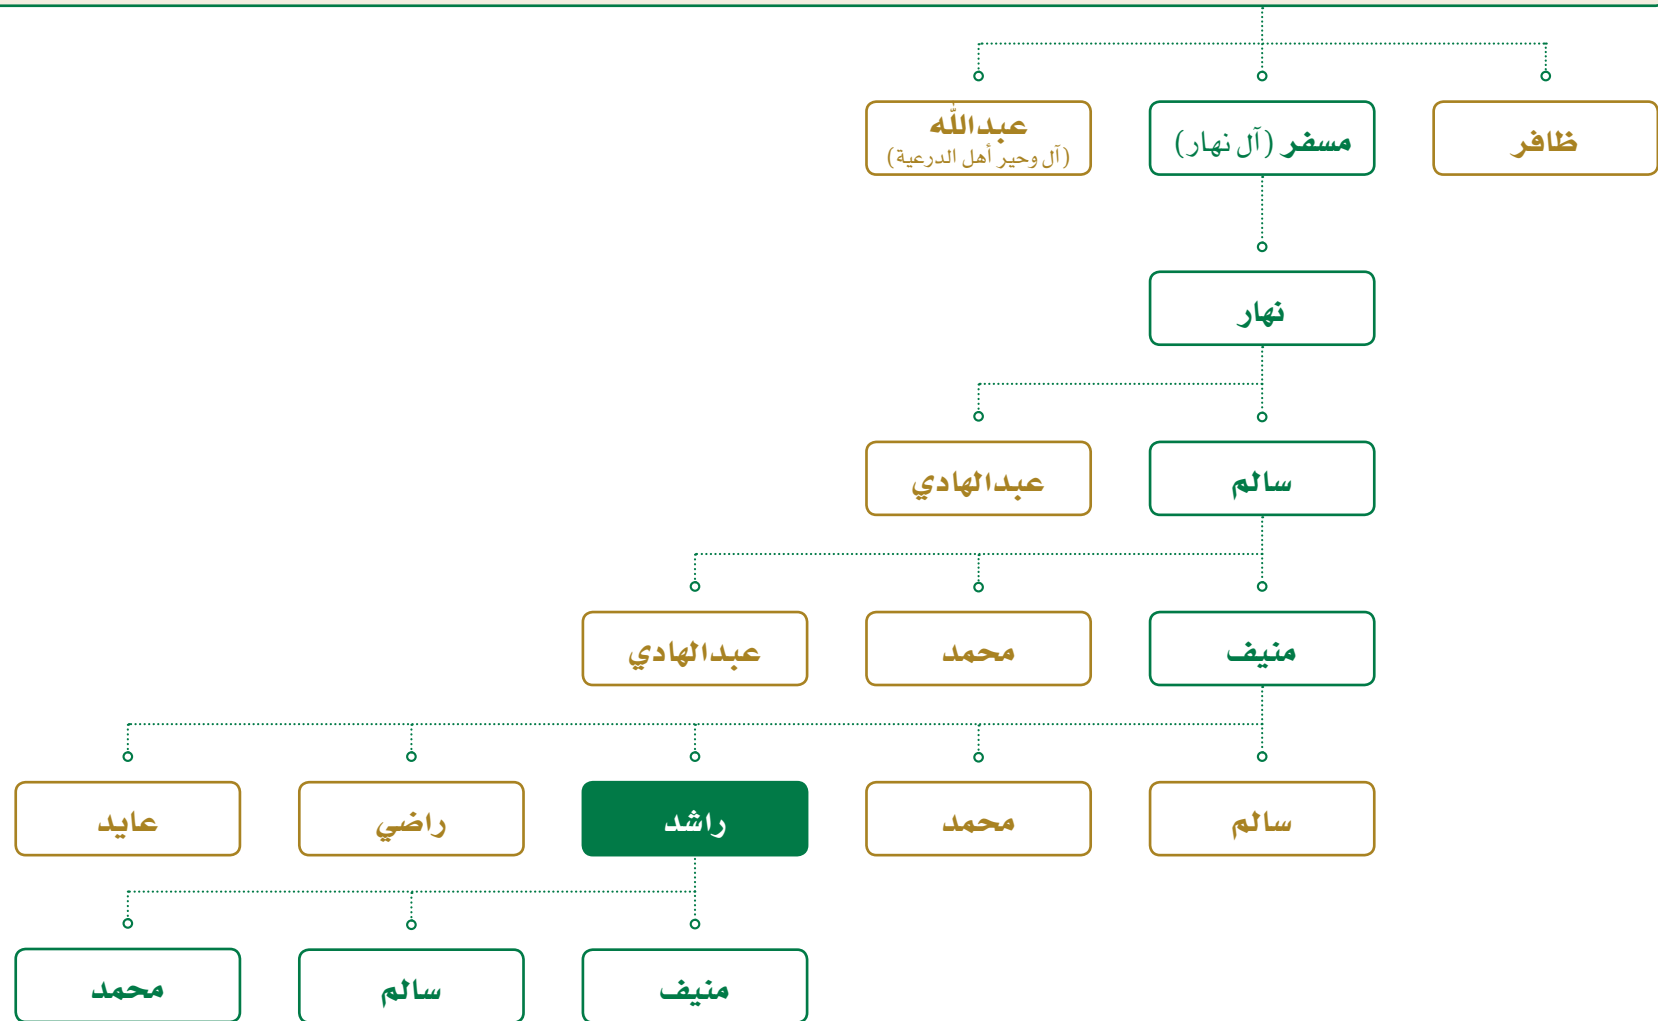 ظافر
مسفر (آل نهار)
عبدالله
(آل وحير أهل الدرعية)
نهار
سالم
عبدالهادي
منيف
محمد
عبدالهادي
سالم
محمد
راشد
راضي
عايد
منيف
سالم
محمد